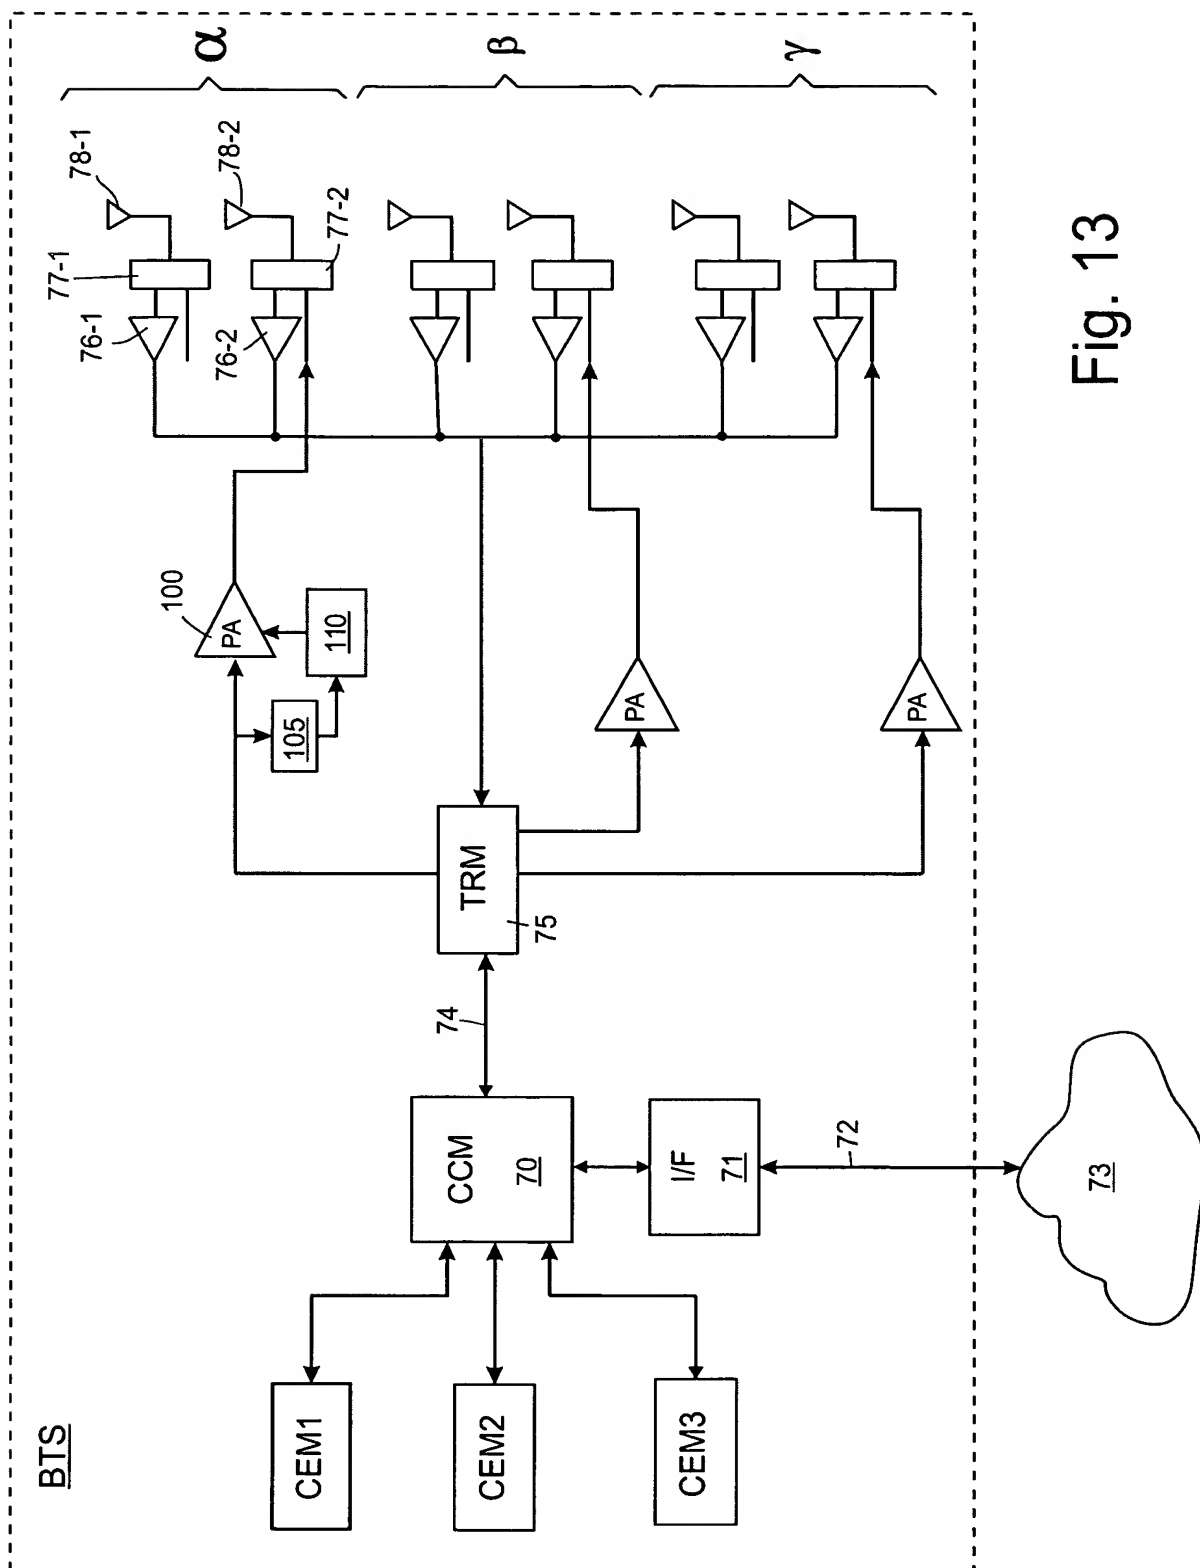 BTS
CEM1
CEM2
CEM3
CCM
70
I/F
71
72
73
74
TRM
75
105
110
PA
100
PA
PA
76-1
77-1
78-1
76-2
77-2
78-2
α
β
γ
Fig. 13